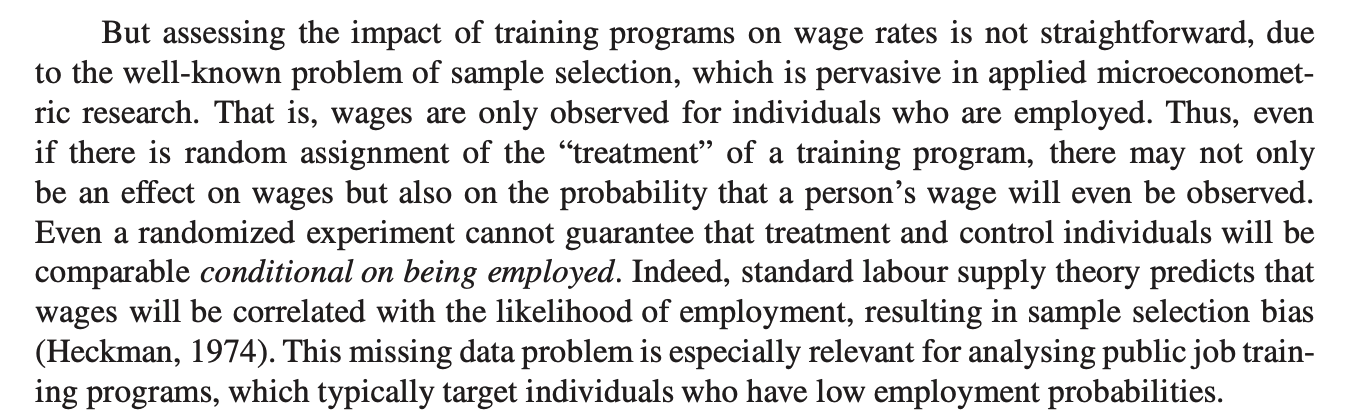 But assessing the impact of training programs on wage rates is not straightforward, due
to the well-known problem of sample selection, which is pervasive in applied microeconomet-
ric research. That is, wages are only observed for individuals who are employed. Thus, even
if there is random assignment of the “treatment” of a training program, there may not only
be an effect on wages but also on the probability that a person’s wage will even be observed.
Even a randomized experiment cannot guarantee that treatment and control individuals will be
comparable conditional on being employed. Indeed, standard labour supply theory predicts that
wages will be correlated with the likelihood of employment, resulting in sample selection bias
(Heckman, 1974). This missing data problem is especially relevant for analysing public job train-
ing programs, which typically target individuals who have low employment probabilities.